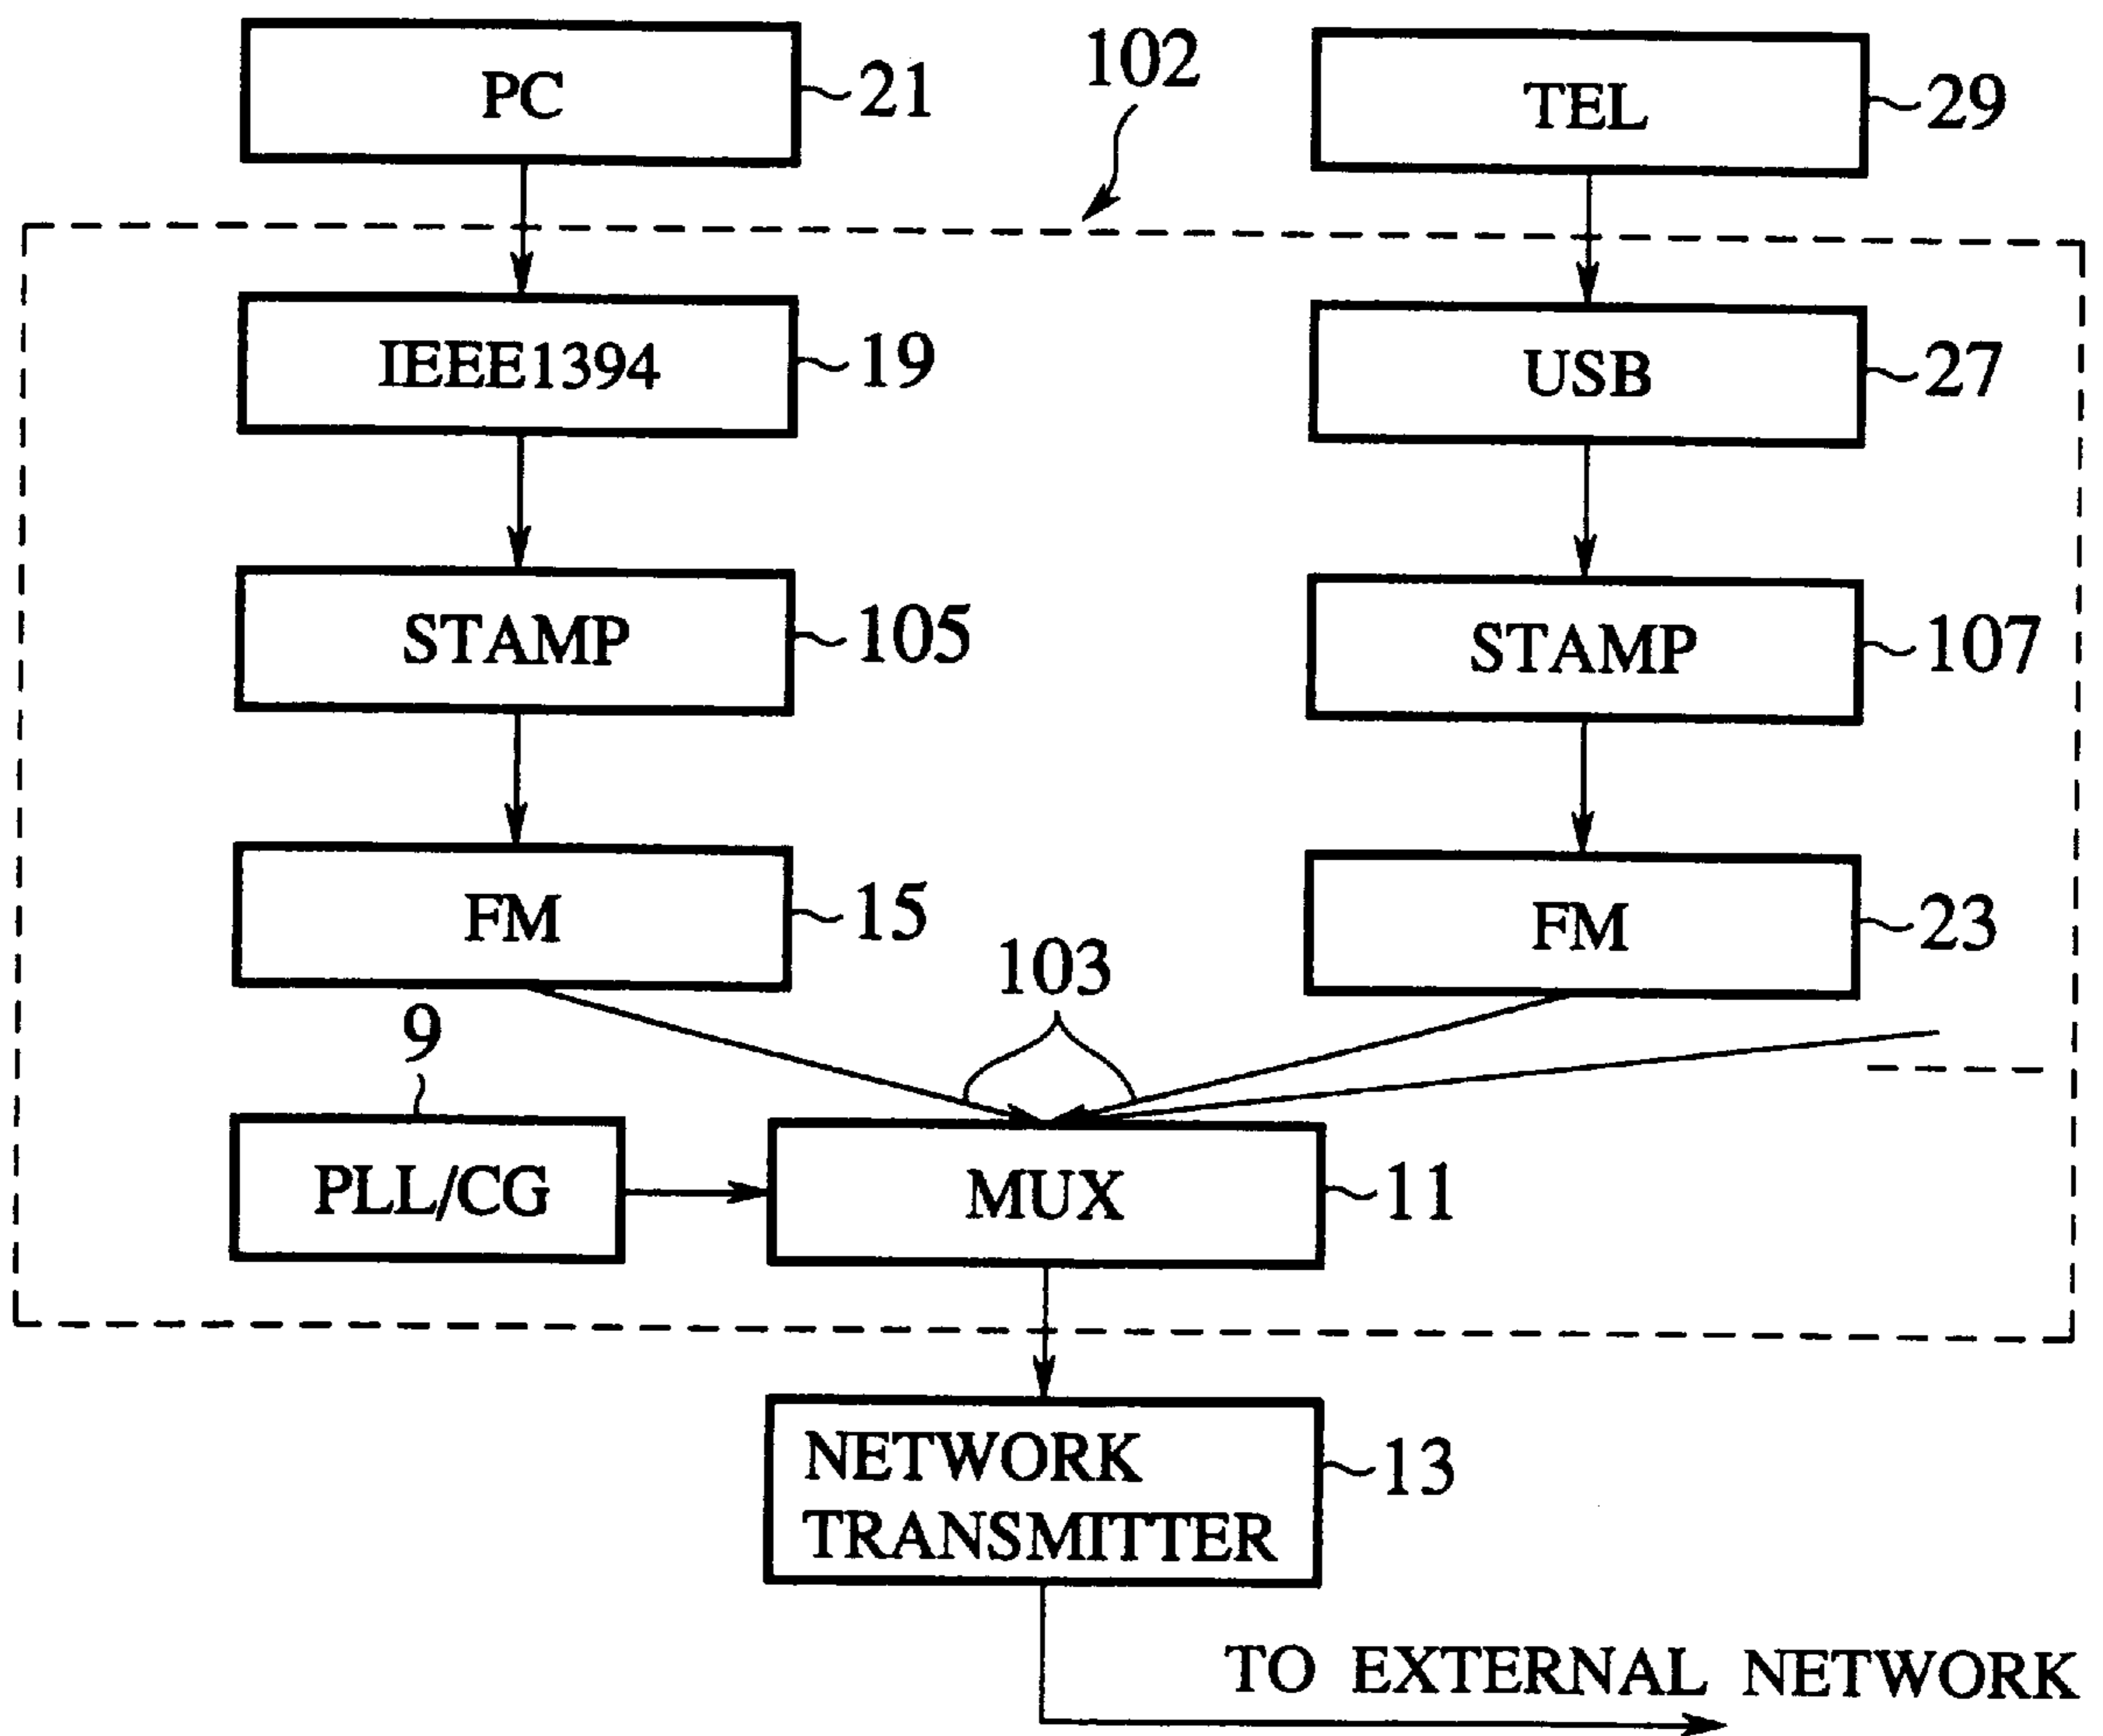 PC
21
102
TEL
29
IEEE1394
19
USB
27
STAMP
105
STAMP
107
FM
15
FM
23
103
9
PLL/CG
MUX
11
NETWORK
TRANSMITTER
13
TO EXTERNAL NETWORK